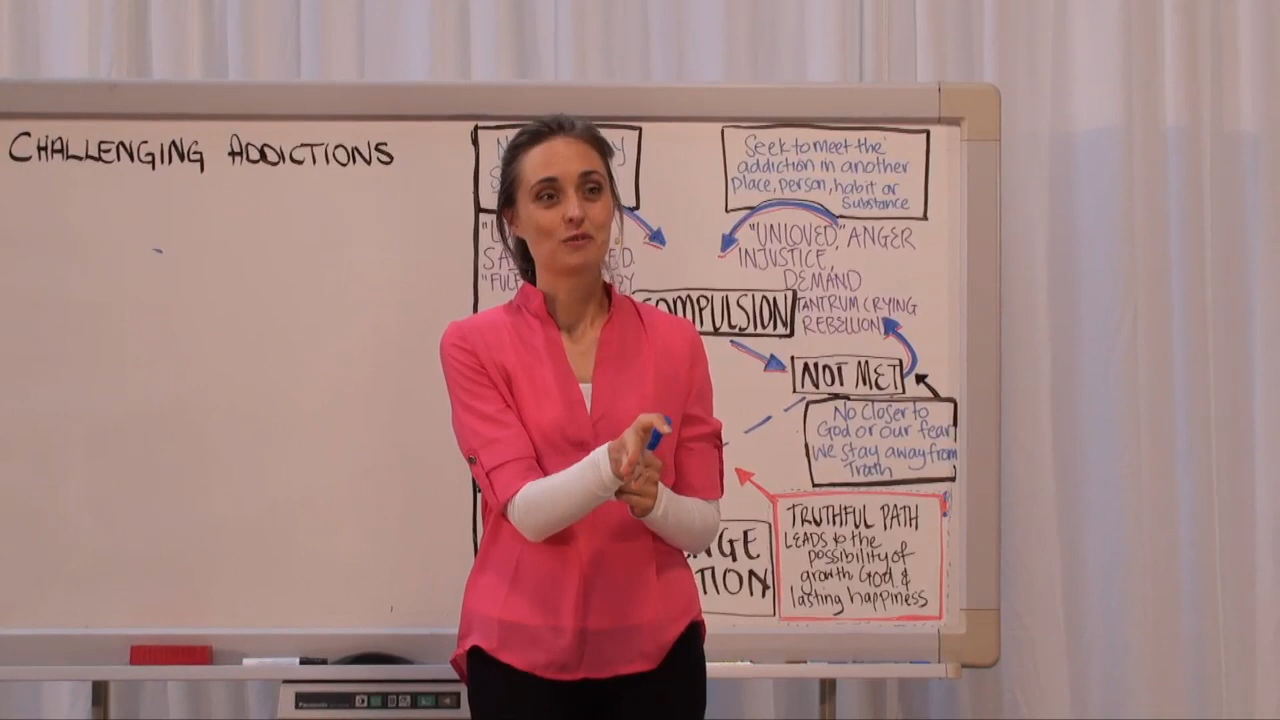 CHALLENGING ADDICTIONS
Seek to meet the
addiction in another
place, person, habit or
Substance
"UNLOVED," ANGER
INJUSTICE,
DEMAND
TANTRUM CRYING
REBELLION
COMPULSION
NOT MET
No closer to
God or our fear
we stay away from
Truth
TRUTHFUL PATH
LEADS to the
possibility of
growth, God &
lasting happiness
Panasonic